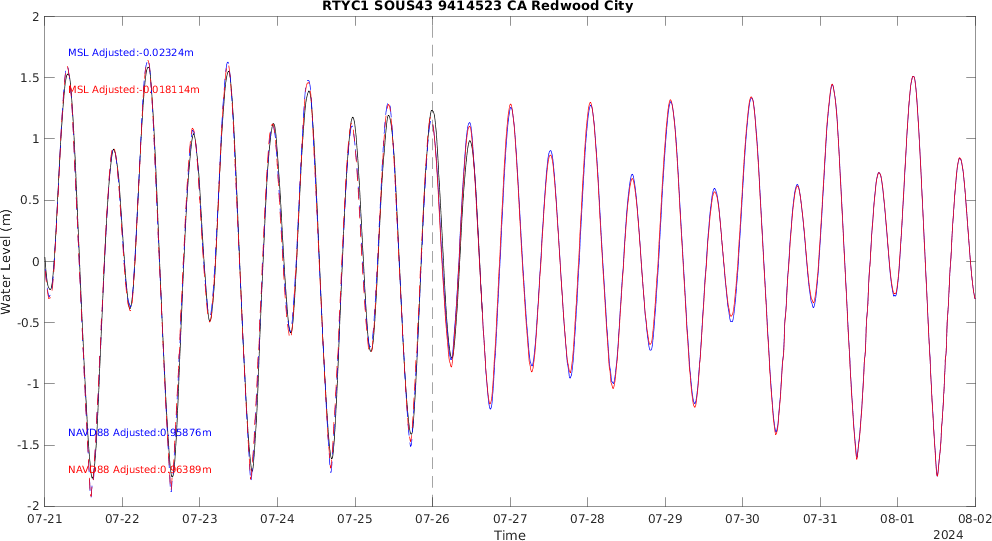 RTYC1 SOUS43 9414523 CA Redwood City
MSL Adjusted:-0.02324m
MSL Adjusted:-0.018114m
NAVD88 Adjusted:0.95876m
NAVD88 Adjusted:0.96389m
Water Level (m)
2
1.5
1
0.5
0
-0.5
-1
-1.5
-2
07-21 07-22 07-23 07-24 07-25 07-26 07-27 07-28 07-29 07-30 07-31 08-01 08-02
Time
2024